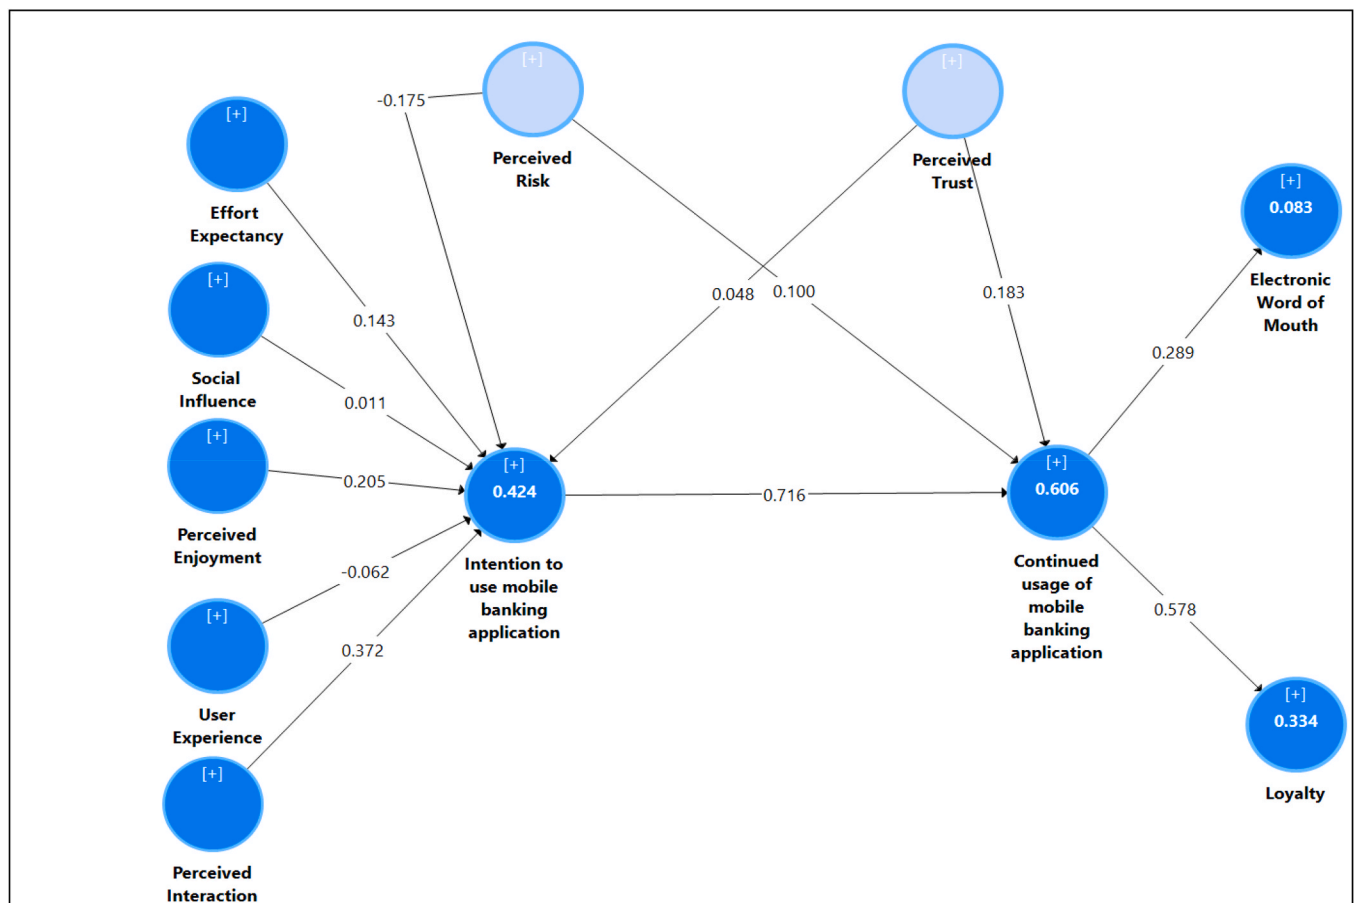 [+]
Perceived
Risk
[+]
Perceived
Trust
-0.175
[+]
Effort
Expectancy
[+]
0.083
Electronic
Word of
Mouth
[+]
Social
Influence
0.143
0.048
0.100
0.183
0.289
0.011
[+]
Perceived
Enjoyment
0.205
[+]
0.424
Intention to
use mobile
banking
application
0.716
[+]
0.606
Continued
usage of
mobile
banking
application
-0.062
[+]
User
Experience
0.372
0.578
[+]
0.334
Loyalty
[+]
Perceived
Interaction